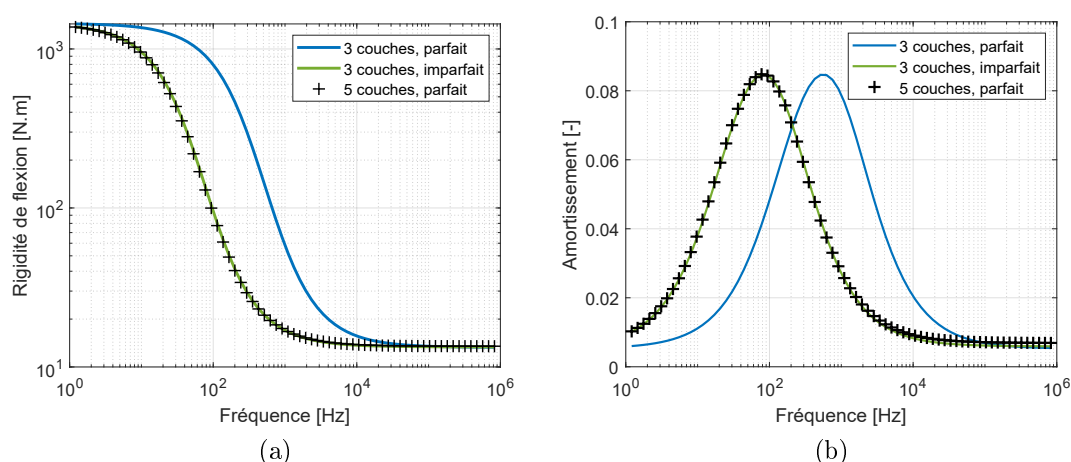 10³
10²
10¹
10⁰
10²
10⁴
10⁶
Rigidité de flexion [N.m]
Fréquence [Hz]
3 couches, parfait
3 couches, imparfait
5 couches, parfait
(a)
0.1
0.08
0.06
0.04
0.02
0
10⁰
10²
10⁴
10⁶
Amortissement [-]
Fréquence [Hz]
3 couches, parfait
3 couches, imparfait
5 couches, parfait
(b)